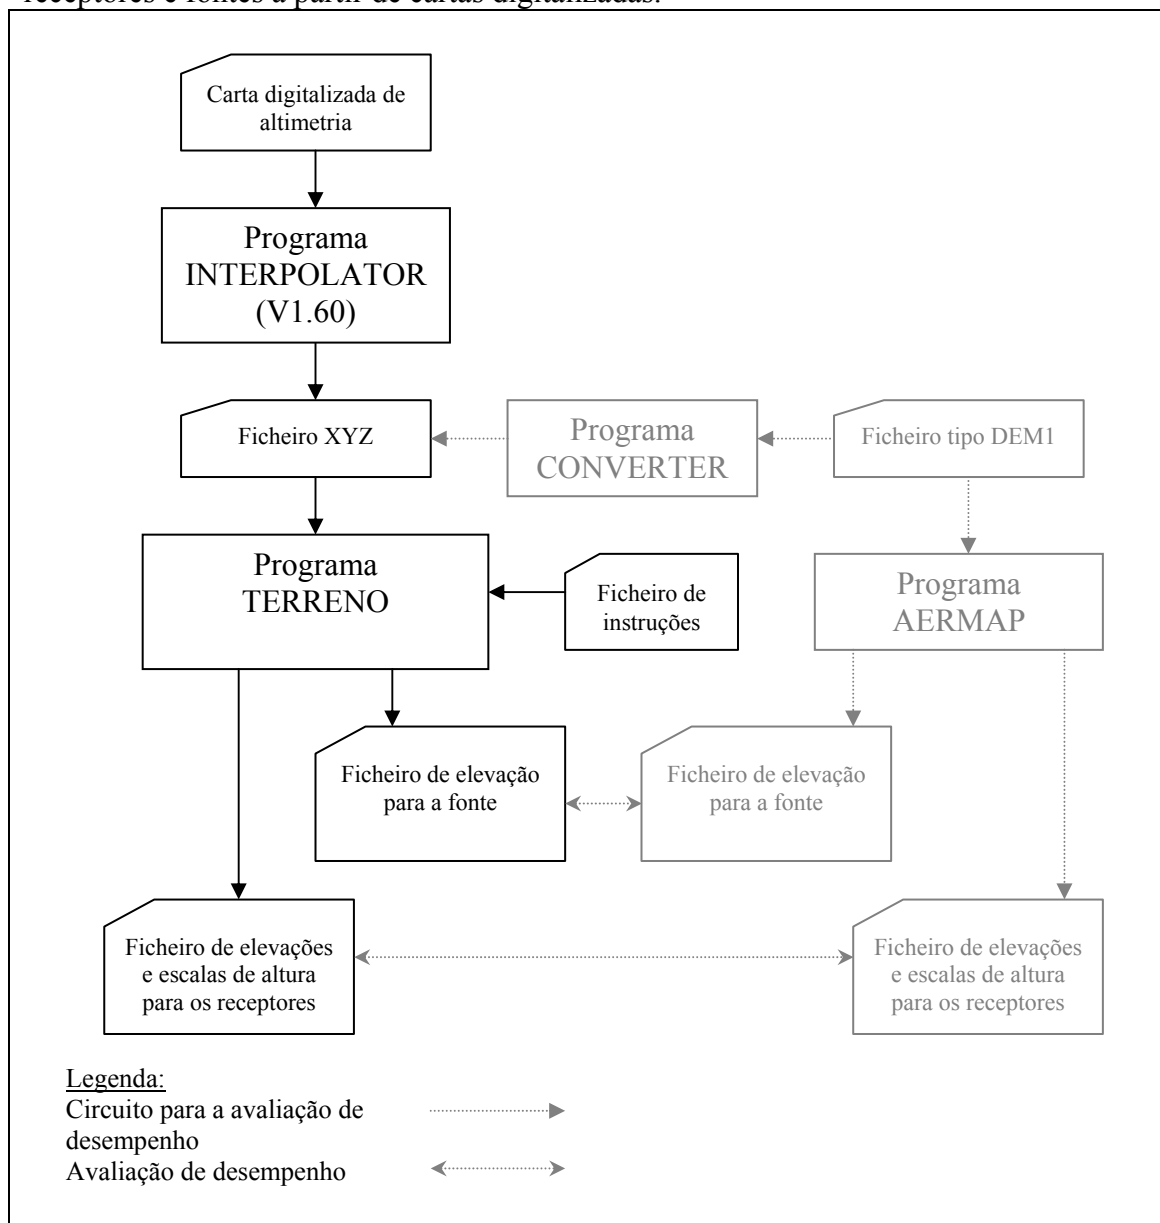 receptores e fontes a partir de cartas digitalizadas.
Carta digitalizada de
altimetria
Programa
INTERPOLATOR
(V1.60)
Ficheiro XYZ
Programa
CONVERTER
Ficheiro tipo DEM1
Programa
TERRENO
Ficheiro de
instruções
Programa
AERMAP
Ficheiro de elevação
para a fonte
Ficheiro de elevação
para a fonte
Ficheiro de elevações
e escalas de altura
para os receptores
Ficheiro de elevações
e escalas de altura
para os receptores
Legenda:
Circuito para a avaliação de
desempenho
Avaliação de desempenho